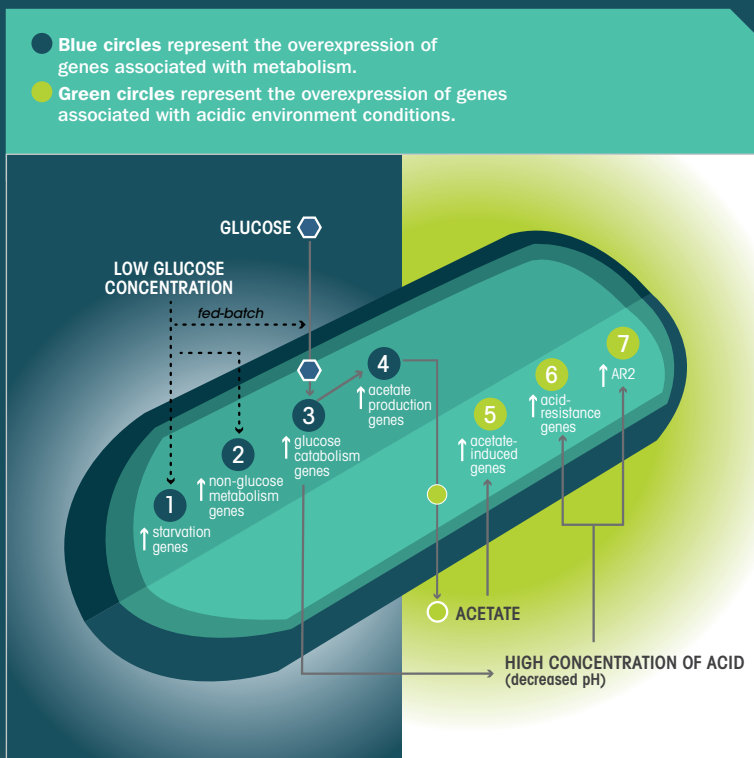 Blue circles represent the overexpression of
genes associated with metabolism.
Green circles represent the overexpression of genes
associated with acidic environment conditions.
GLUCOSE
LOW GLUCOSE
CONCENTRATION
fed-batch
1
starvation
genes
2
non-glucose
metabolism
genes
3
glucose
catabolism
genes
4
acetate
production
genes
5
acetate-
induced
genes
6
acid-
resistance
genes
7
AR2
ACETATE
HIGH CONCENTRATION OF ACID
(decreased pH)